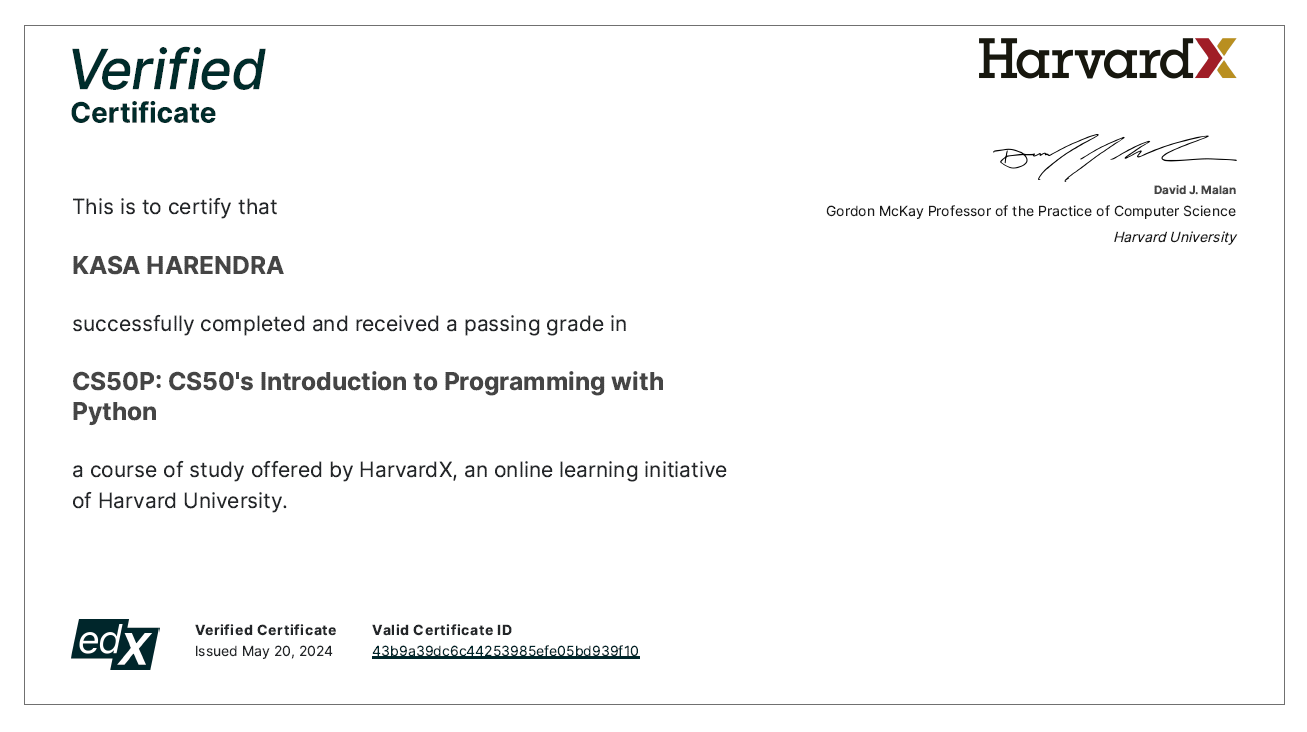 Verified
Certificate
HarvardX
David J. Malan
Gordon McKay Professor of the Practice of Computer Science
Harvard University
This is to certify that
KASA HARENDRA
successfully completed and received a passing grade in
CS50P: CS50's Introduction to Programming with
Python
a course of study offered by HarvardX, an online learning initiative
of Harvard University.
edX
Verified Certificate
Issued May 20, 2024
Valid Certificate ID
43b9a39dc6c44253985efe05bd939f10